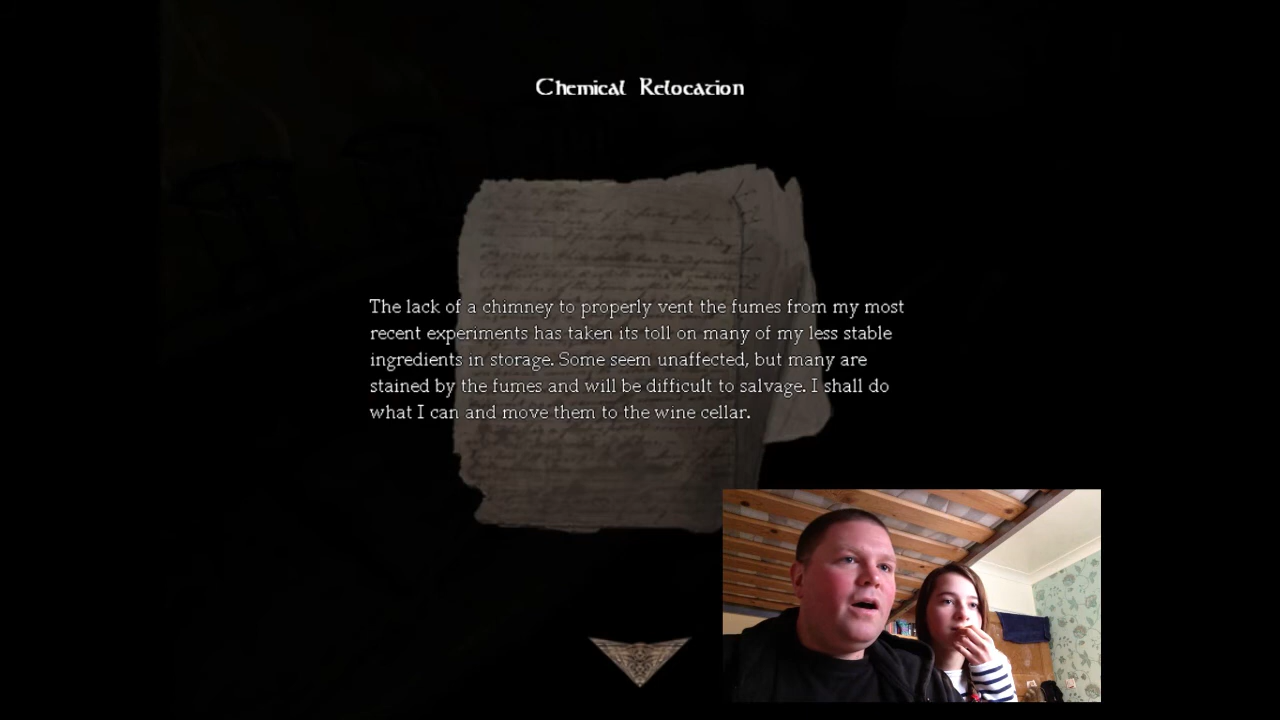 Chemical Relocation
The lack of a chimney to properly vent the fumes from my most
recent experiments has taken its toll on many of my less stable
ingredients in storage. Some seem unaffected, but many are
stained by the fumes and will be difficult to salvage. I shall do
what I can and move them to the wine cellar.